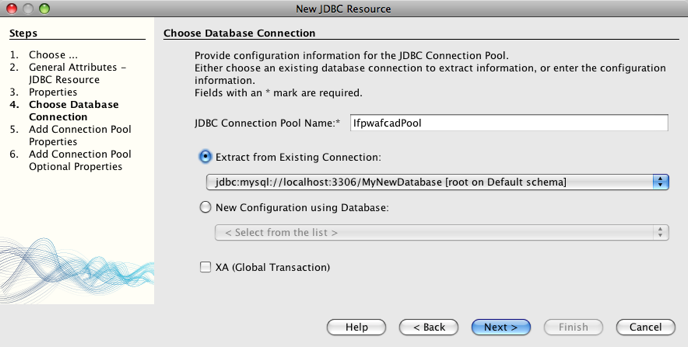 New JDBC Resource
Steps
1. Choose ...
2. General Attributes –
JDBC Resource
3. Properties
4. Choose Database
Connection
5. Add Connection Pool
Properties
6. Add Connection Pool
Optional Properties
Choose Database Connection
Provide configuration information for the JDBC Connection Pool.
Either choose an existing database connection to extract information, or enter the configuration
information.
Fields with an * mark are required.
JDBC Connection Pool Name:* IfpwafcadPool
Extract from Existing Connection:
jdbc:mysql://localhost:3306/MyNewDatabase [root on Default schema]
New Configuration using Database:
< Select from the list >
XA (Global Transaction)
Help < Back Next > Finish Cancel